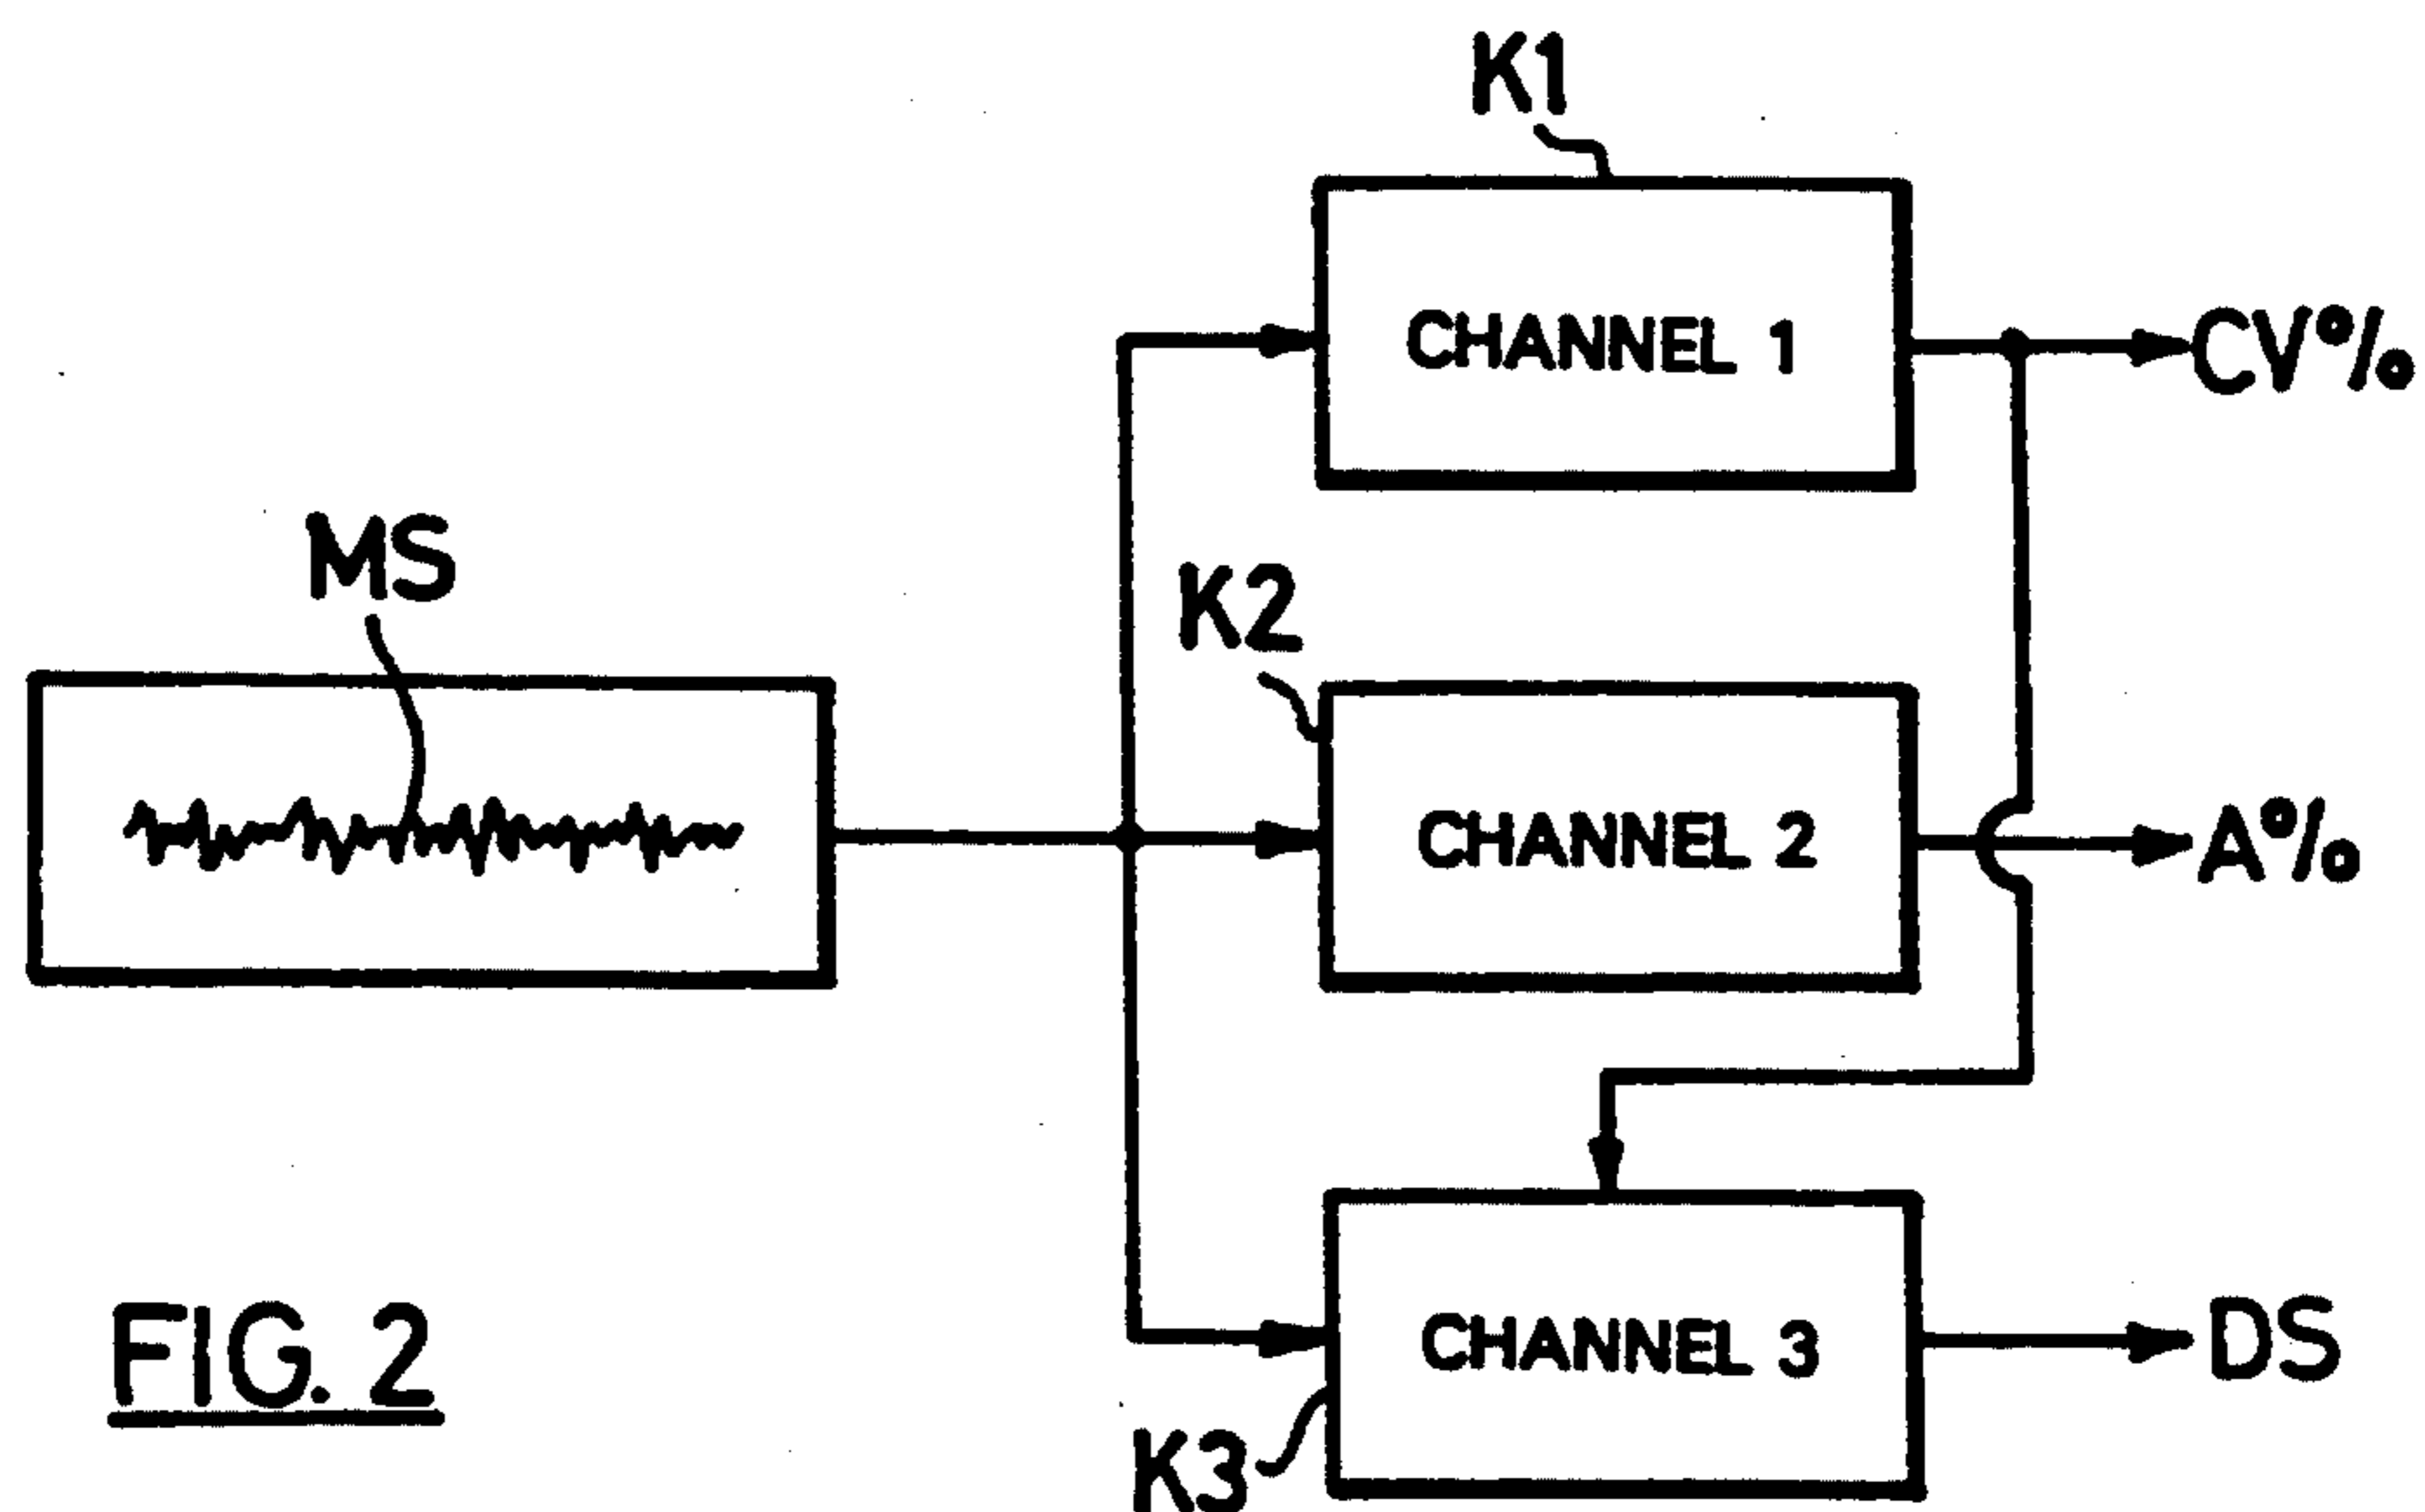 K1
CHANNEL 1
CV%
MS
K2
CHANNEL 2
A%
CHANNEL 3
DS
K3
FIG. 2